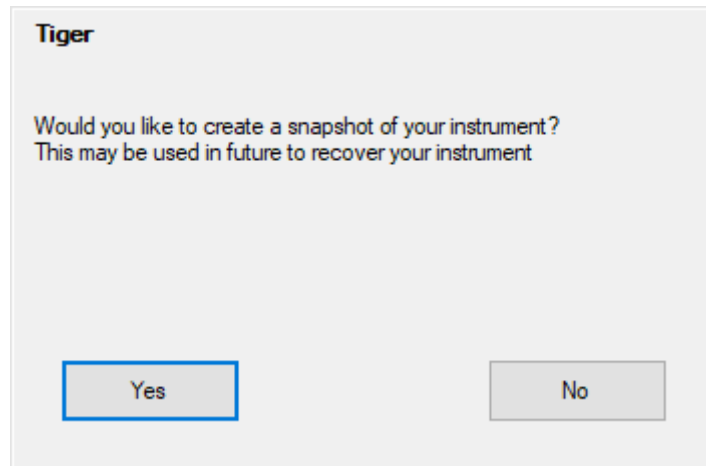 Tiger
Would you like to create a snapshot of your instrument?
This may be used in future to recover your instrument
Yes
No